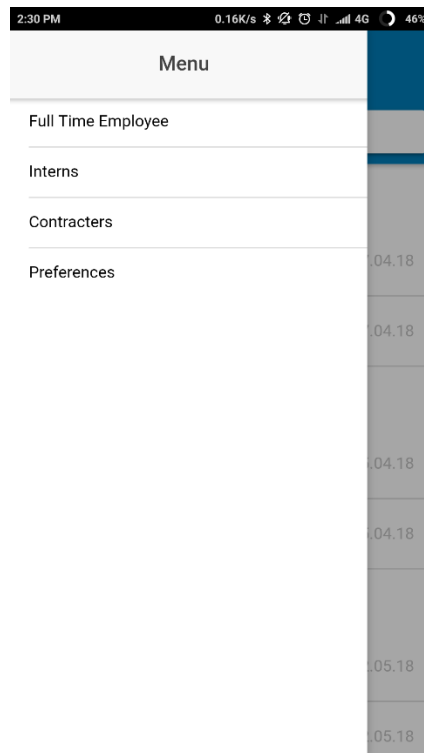 2:30 PM 0.16K/s 4G 46%
Menu
Full Time Employee
Interns
Contracters
Preferences
.04.18
.04.18
.04.18
.04.18
.05.18
.05.18